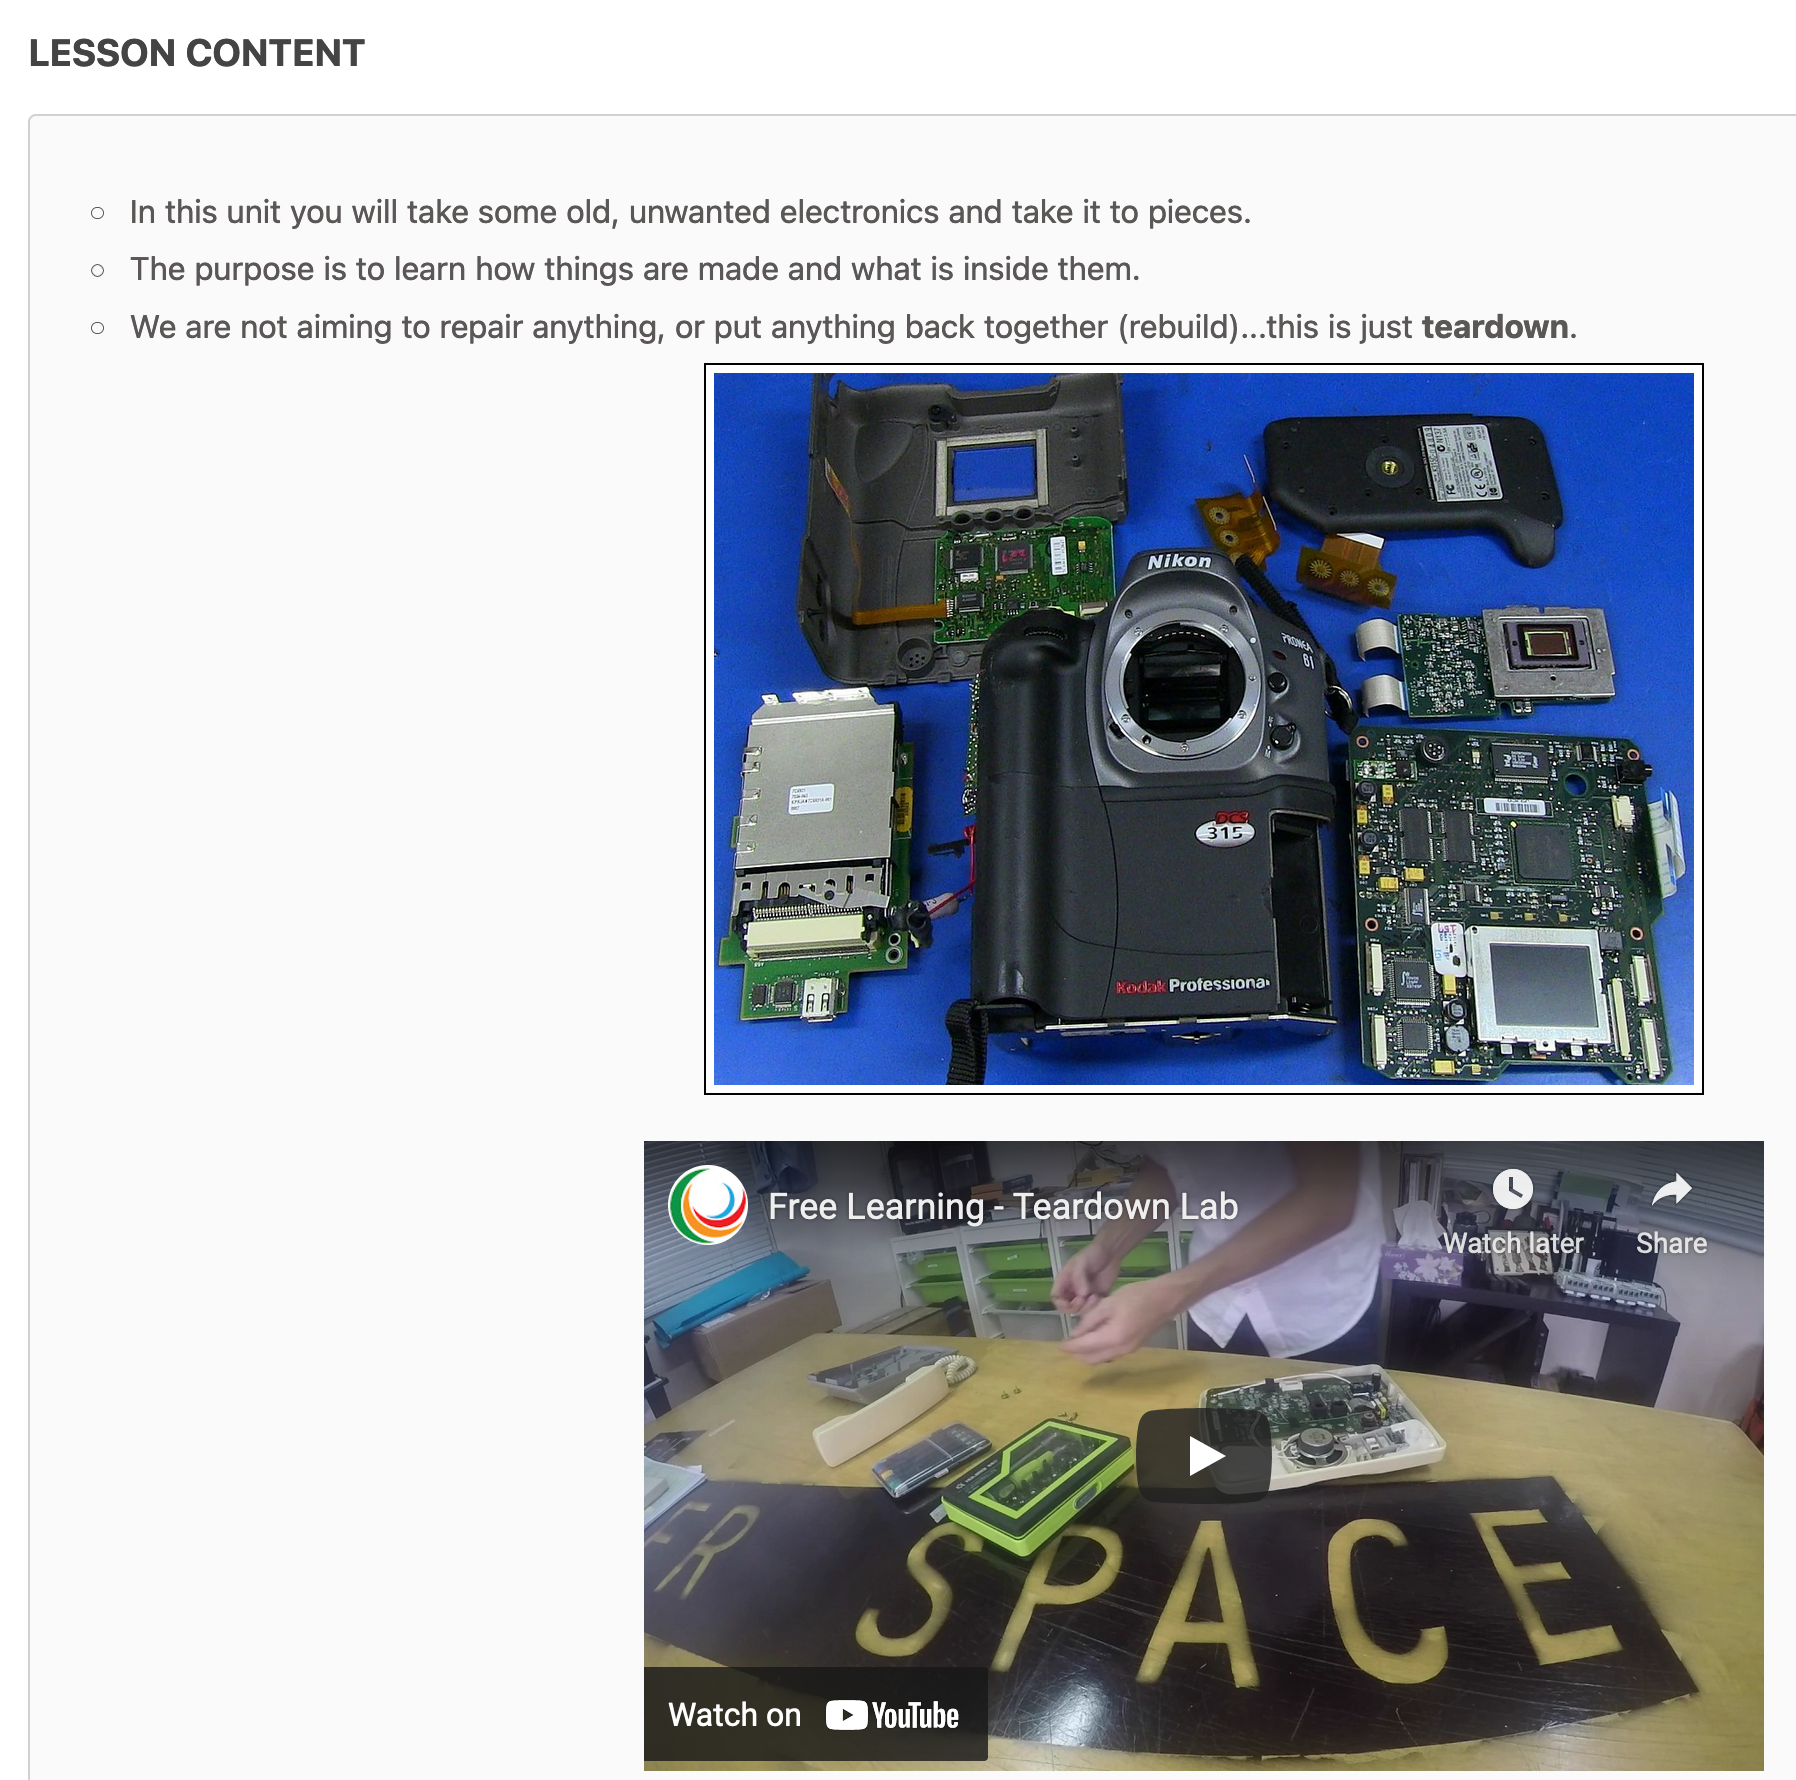 LESSON CONTENT
In this unit you will take some old, unwanted electronics and take it to pieces.
The purpose is to learn how things are made and what is inside them.
We are not aiming to repair anything, or put anything back together (rebuild)...this is just teardown.
Nikon
PRONEA
DCS
315
Kodak Professional
Free Learning - Teardown Lab
Watch later
Share
ER SPACE
Watch on YouTube